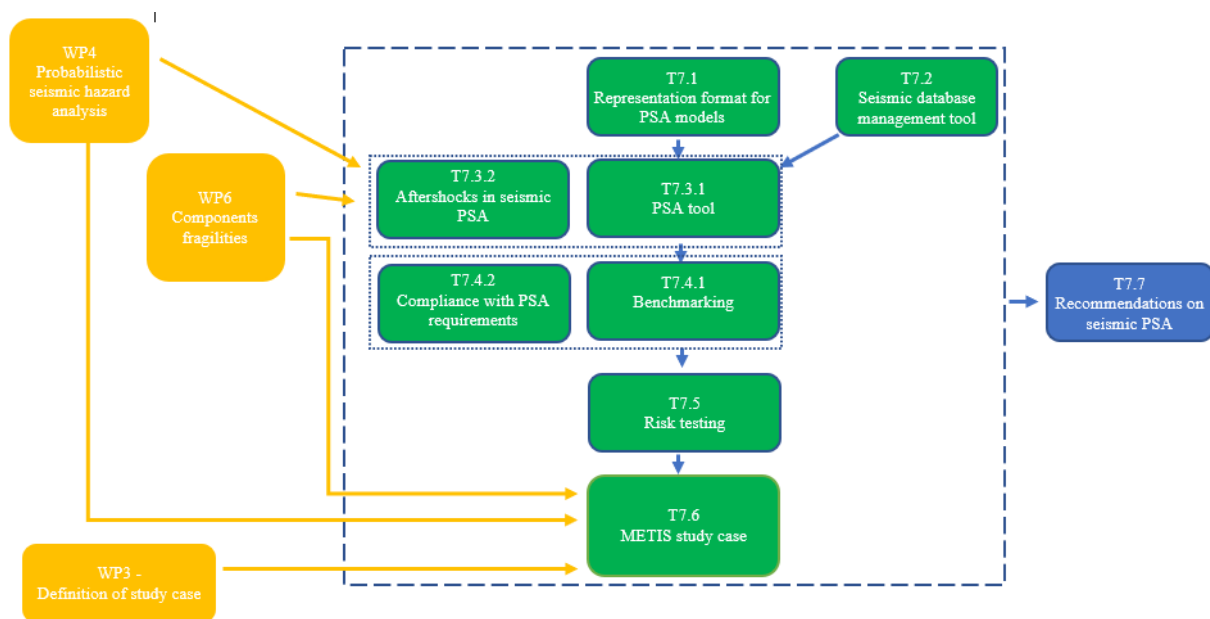 WP4
Probabilistic
seismic hazard
analysis
T7.1
Representation format for
PSA models
T7.2
Seismic database
management tool
WP6
Components
fragilities
T7.3.2
Aftershocks in seismic
PSA
T7.3.1
PSA tool
T7.4.2
Compliance with PSA
requirements
T7.4.1
Benchmarking
T7.7
Recommendations on
seismic PSA
T7.5
Risk testing
T7.6
METIS study case
WP3 -
Definition of study case